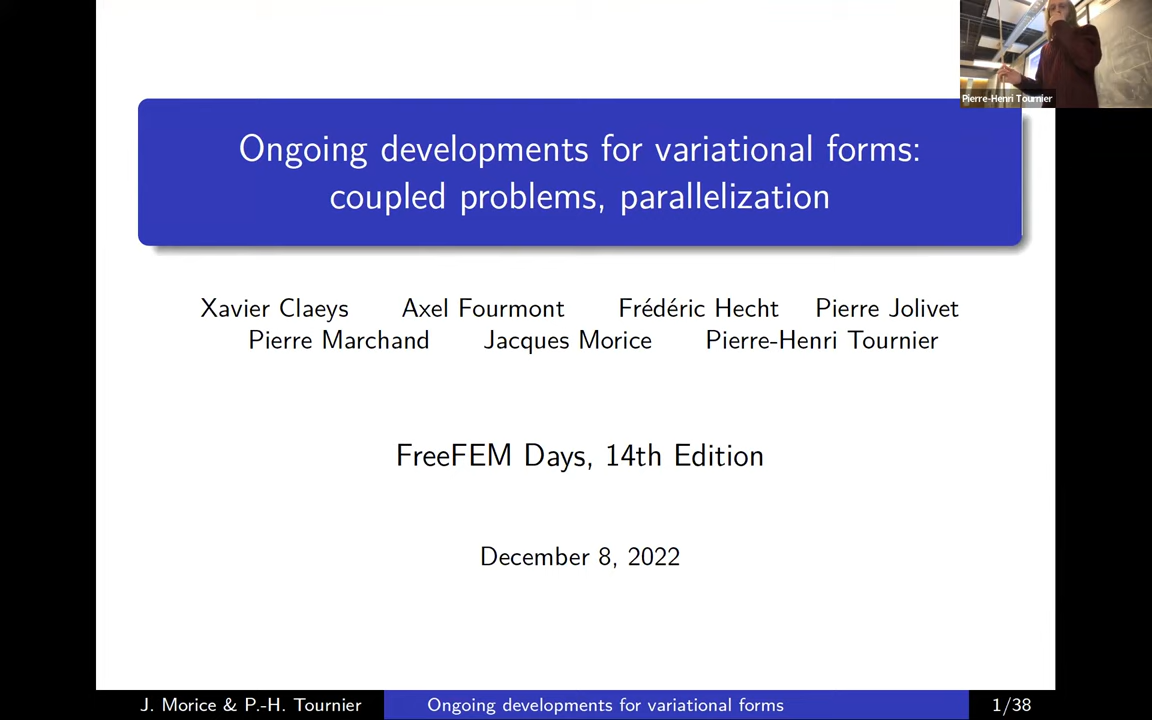 Pierre-Henri Tournier
Ongoing developments for variational forms:
coupled problems, parallelization
Xavier Claeys Axel Fourmont Frédéric Hecht Pierre Jolivet
Pierre Marchand Jacques Morice Pierre-Henri Tournier
FreeFEM Days, 14th Edition
December 8, 2022
J. Morice & P.-H. Tournier Ongoing developments for variational forms 1/38